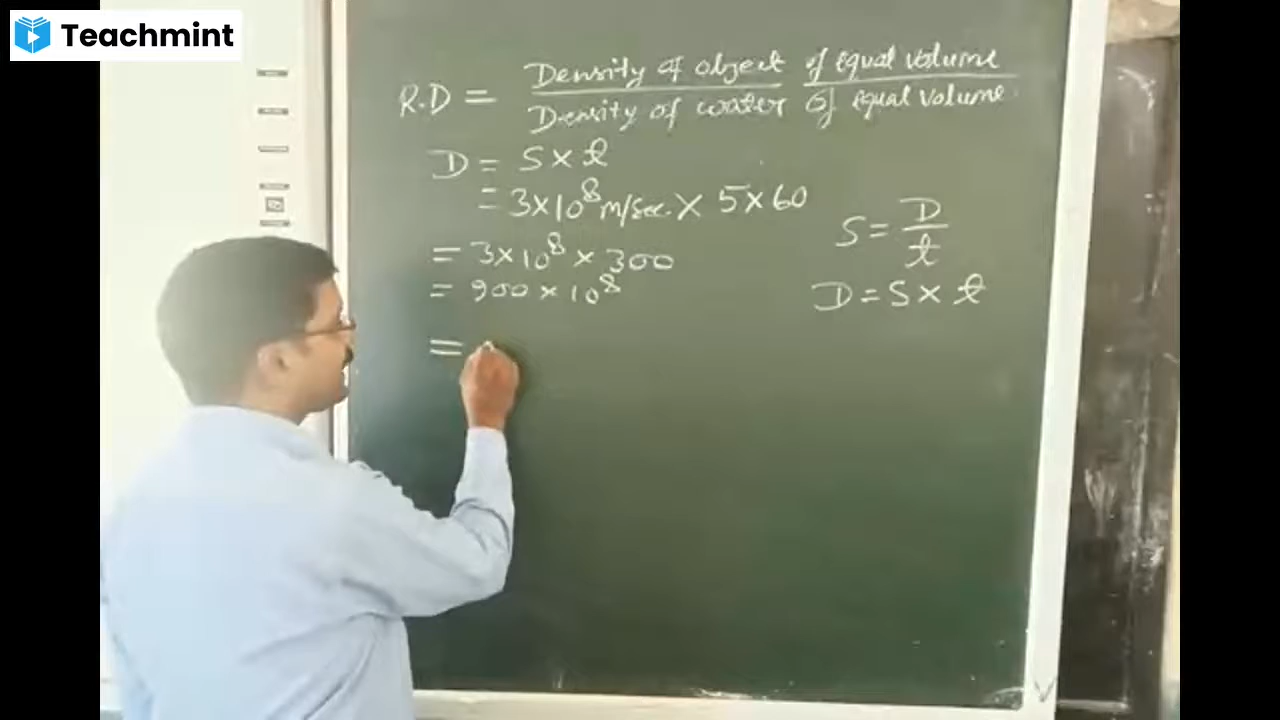 Teachmint
R.D = Density of object of equal volume / Density of water of equal volume
D = S × t
= 3×10⁸ m/sec. × 5×60
= 3×10⁸ × 300
= 900 × 10⁸
=
S = D / t
D = S × t